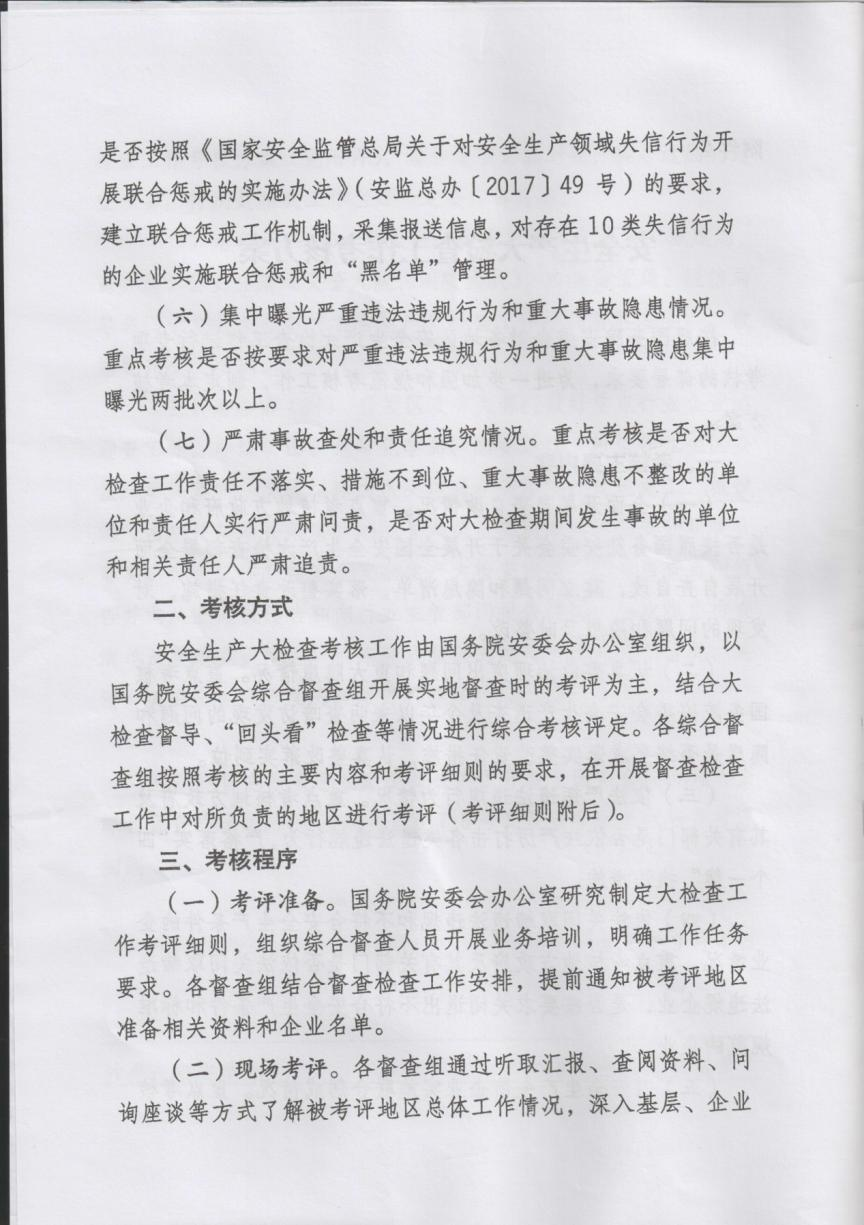 是否按照《国家安全监管总局关于对安全生产领域失信行为开
展联合惩戒的实施办法》（安监总办〔2017〕49 号）的要求，
建立联合惩戒工作机制，采集报送信息，对存在 10 类失信行为
的企业实施联合惩戒和“黑名单”管理。
（六）集中曝光严重违法违规行为和重大事故隐患情况。
重点考核是否按要求对严重违法违规行为和重大事故隐患集中
曝光两批次以上。
（七）严肃事故查处和责任追究情况。重点考核是否对大
检查工作责任不落实、措施不到位、重大事故隐患不整改的单
位和责任人实行严肃问责，是否对大检查期间发生事故的单位
和相关责任人严肃追责。
二、考核方式
安全生产大检查考核工作由国务院安委会办公室组织，以
国务院安委会综合督查组开展实地督查时的考评为主，结合大
检查督导、“回头看”检查等情况进行综合考核评定。各综合督
查组按照考核的主要内容和考评细则的要求，在开展督查检查
工作中对所负责的地区进行考评（考评细则附后）。
三、考核程序
（一）考评准备。国务院安委会办公室研究制定大检查工
作考评细则，组织综合督查人员开展业务培训，明确工作任务
要求。各督查组结合督查检查工作安排，提前通知被考评地区
准备相关资料和企业名单。
（二）现场考评。各督查组通过听取汇报、查阅资料、问
询座谈等方式了解被考评地区总体工作情况，深入基层、企业